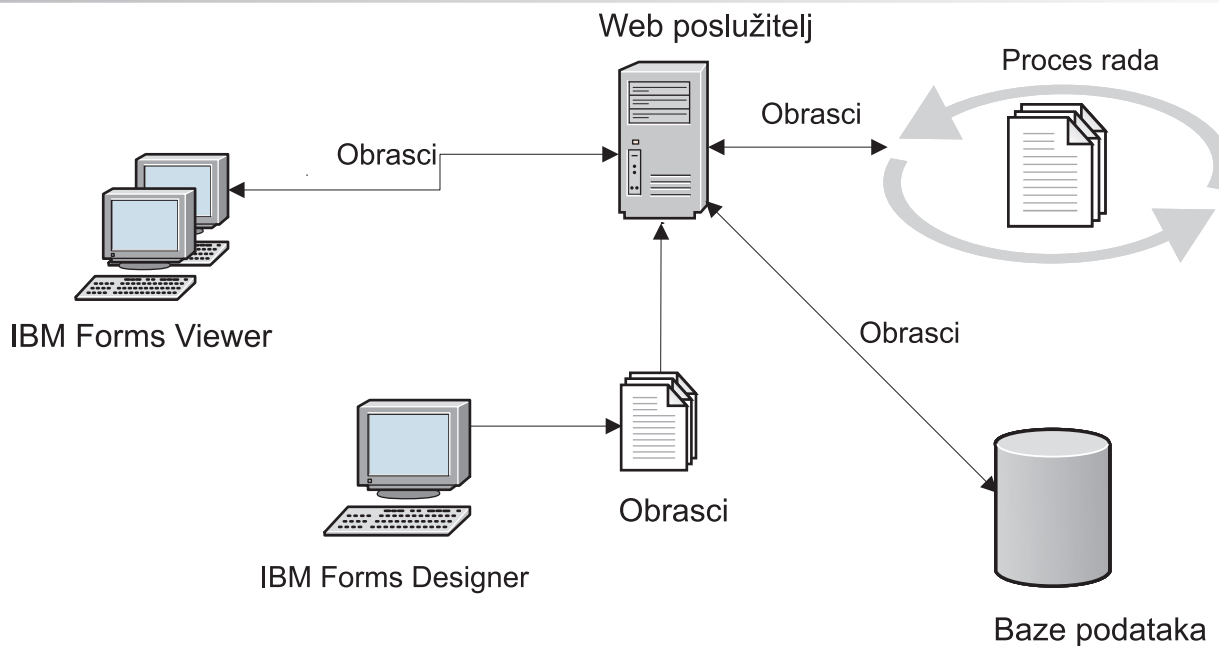 Web poslužitelj
Proces rada
Obrasci
Obrasci
IBM Forms Viewer
Obrasci
Obrasci
IBM Forms Designer
Baze podataka